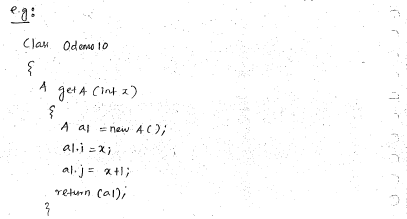 e.g:
Class Odemo10
{
A getA (int x)
{
A a1 = new A();
a1.i = x;
a1.j = x+1;
return (a1);
}